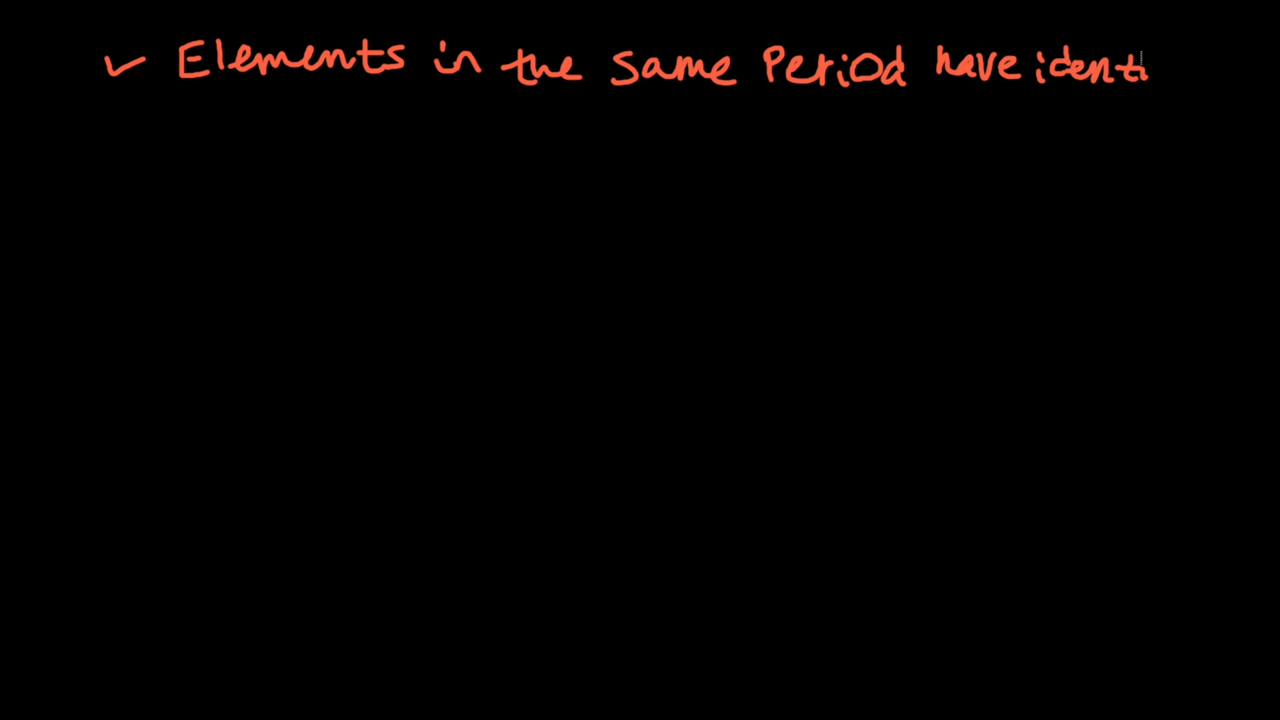 ✓ Elements in the same Period have identi